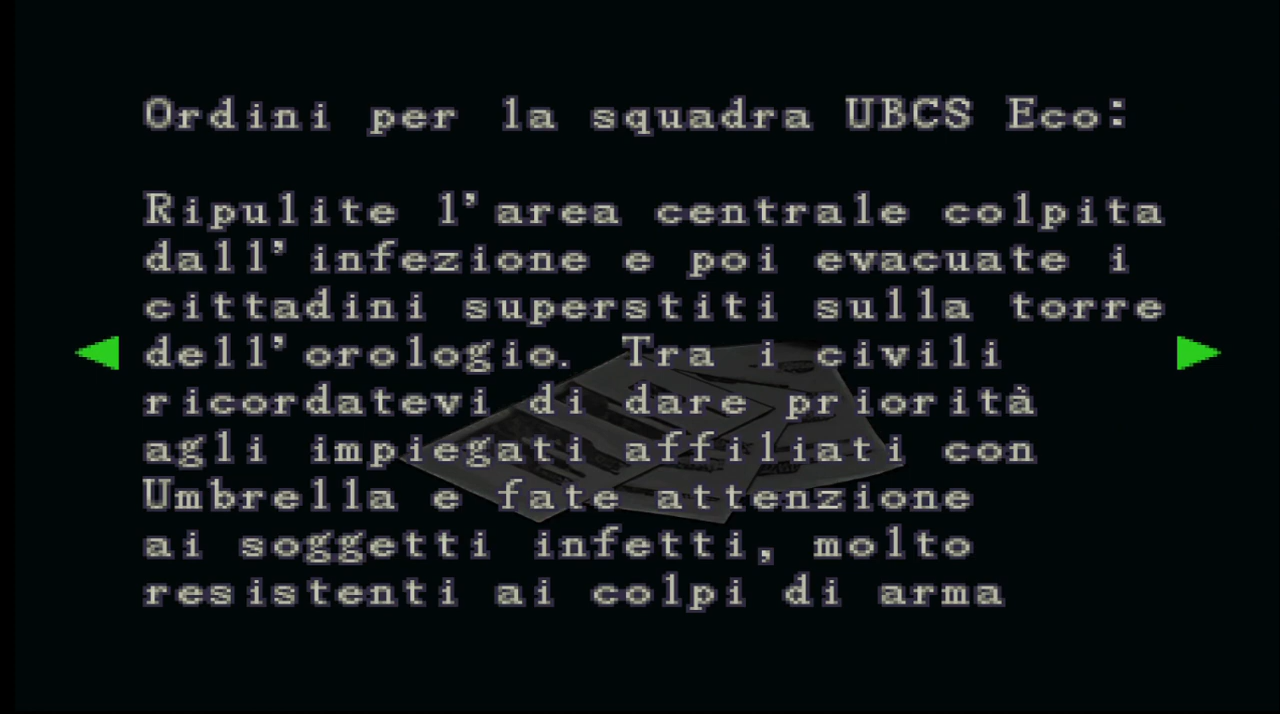 Ordini per la squadra UBCS Eco:
Ripulite l'area centrale colpita
dall'infezione e poi evacuate i
cittadini superstiti sulla torre
dell'orologio. Tra i civili
ricordatevi di dare priorità
agli impiegati affiliati con
Umbrella e fate attenzione
ai soggetti infetti, molto
resistenti ai colpi di arma